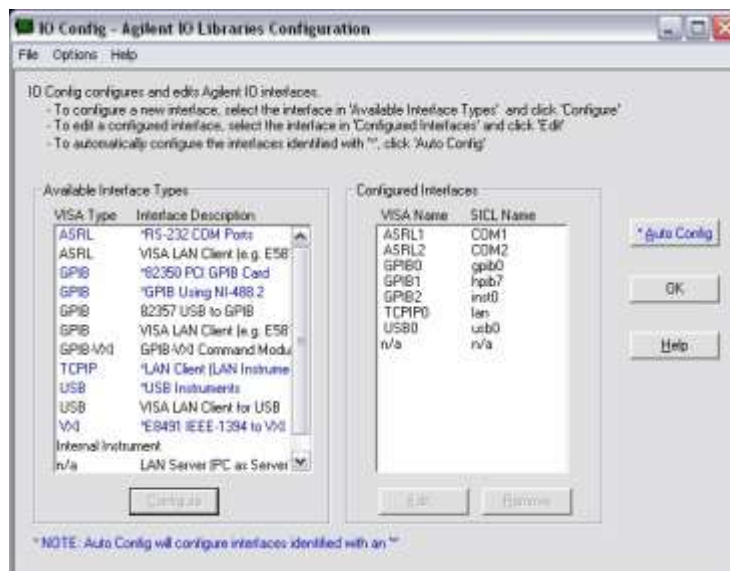 IO Config - Agilent IO Libraries Configuration
File Options Help
IO Config configures and edits Agilent IO interfaces.
- To configure a new interface, select the interface in 'Available Interface Types' and click 'Configure'
- To edit a configured interface, select the interface in 'Configured Interfaces' and click 'Edit'
- To automatically configure the interfaces identified with '*', click 'Auto Config'
Available Interface Types
VISA Type Interface Description
ASRL *RS-232 COM Ports
ASRL VISA LAN Client (e.g. E58
GPIB *82350 PCI GPIB Card
GPIB *GPIB Using NI-488.2
GPIB 82357 USB to GPIB
GPIB VISA LAN Client (e.g. E58
GPIB-VXI GPIB-VXI Command Modu
TCPIP *LAN Client (LAN Instrume
USB *USB Instruments
USB VISA LAN Client for USB
VXI *E8491 IEEE-1394 to VXI
Internal Instrument
n/a LAN Server (PC as Server
Configure
Configured Interfaces
VISA Name SICL Name
ASRL1 COM1
ASRL2 COM2
GPIB0 gpib0
GPIB1 hpib7
GPIB2 inst0
TCPIP0 lan
USB0 usb0
n/a n/a
Edit Remove
* Auto Config
OK
Help
* NOTE: Auto Config will configure interfaces identified with an '*'